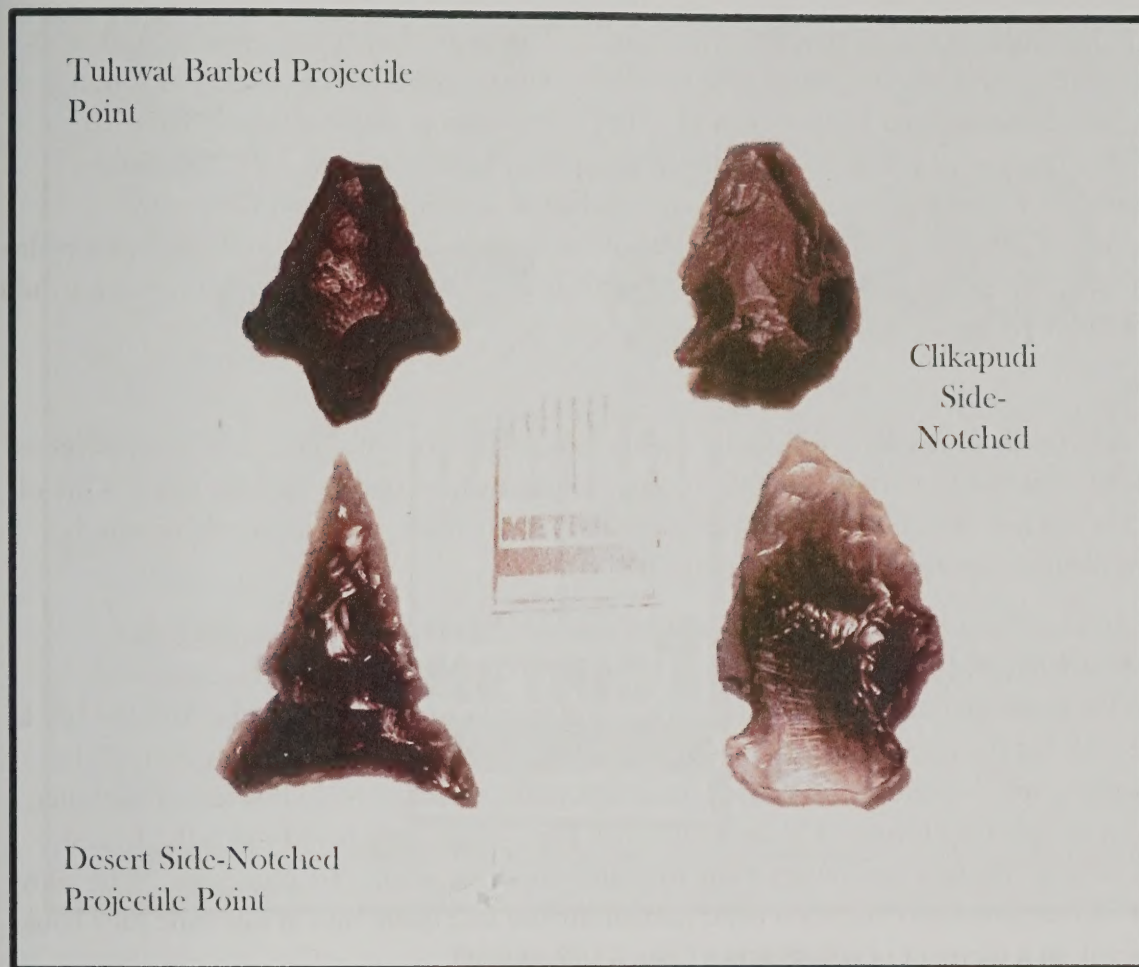 Tuluwat Barbed Projectile
Point
Clikapudi
Side-
Notched
Desert Side-Notched
Projectile Point